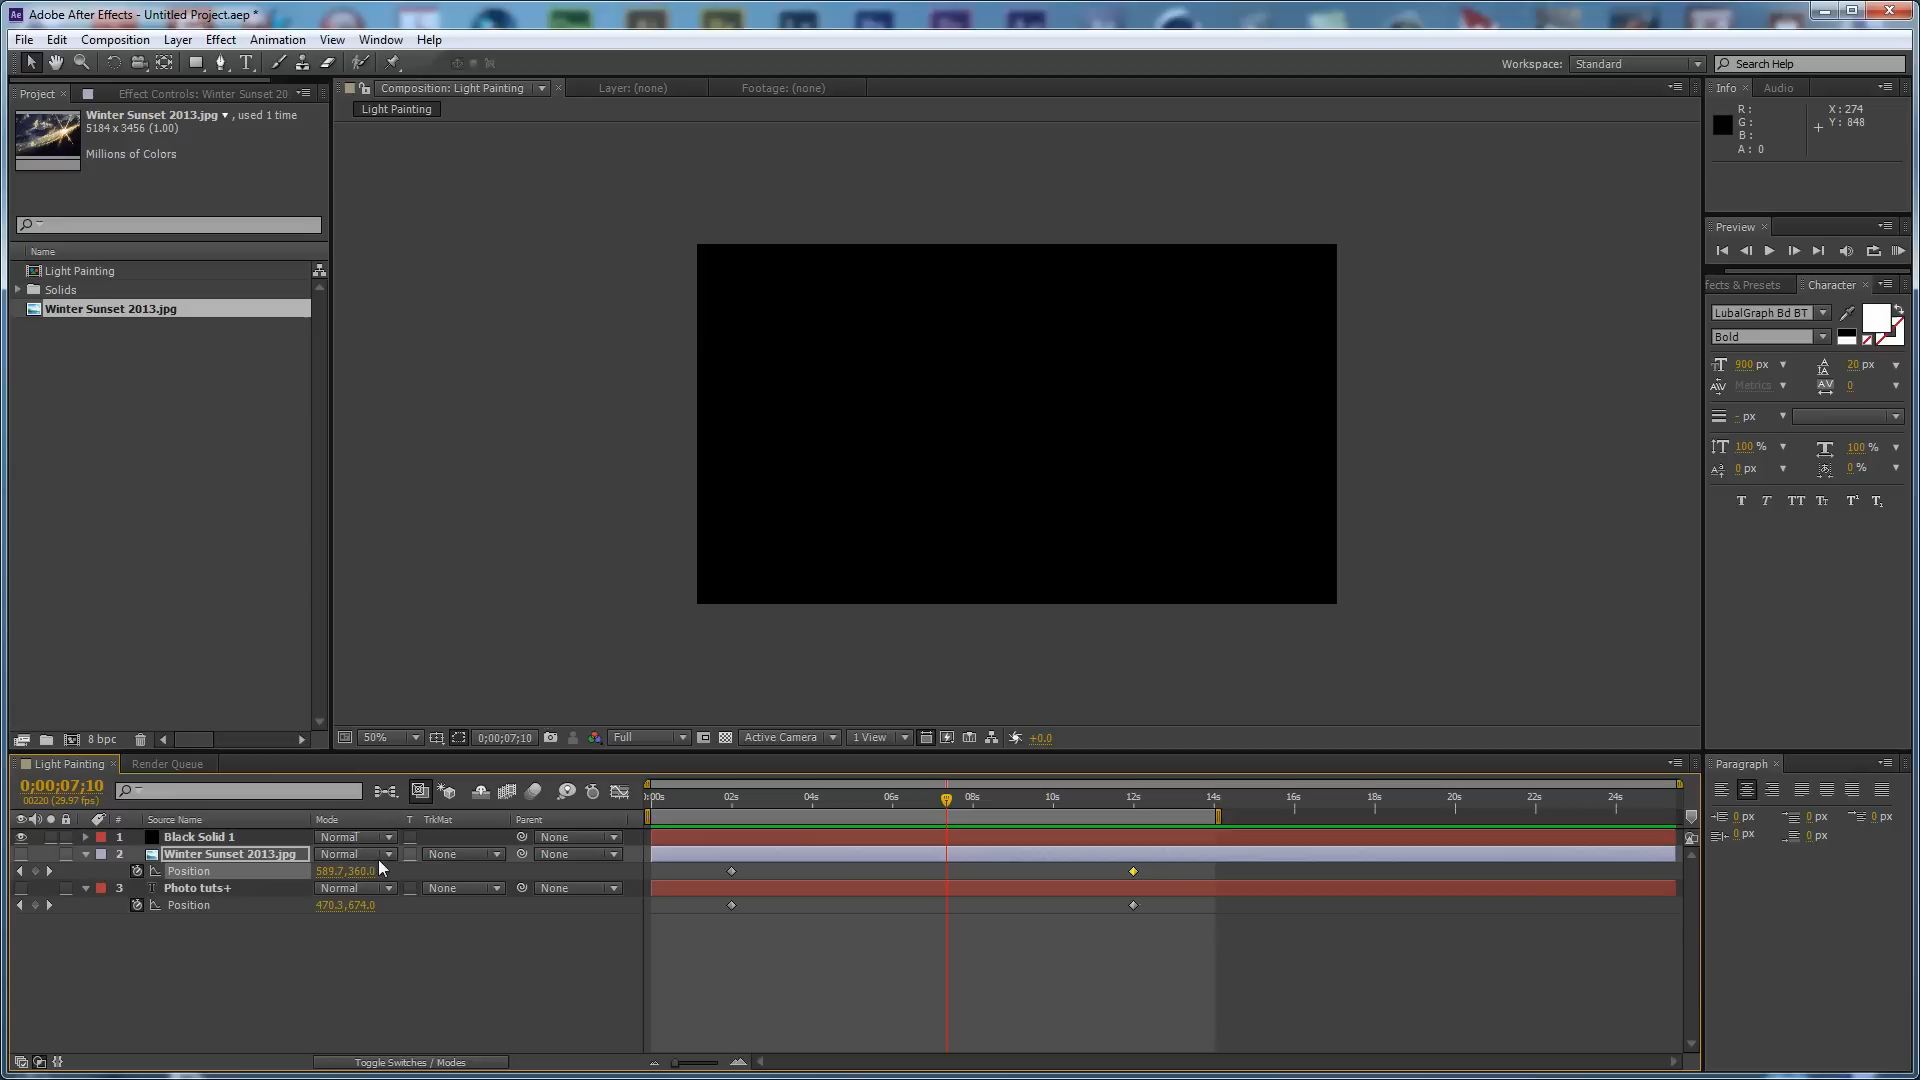 Adobe After Effects - Untitled Project.aep *
File Edit Composition Layer Effect Animation View Window Help
Workspace: Standard Search Help
Project Effect Controls: Winter Sunset 20
Composition: Light Painting Layer: (none) Footage: (none)
Info Audio
Winter Sunset 2013.jpg , used 1 time
5184 x 3456 (1.00)
Millions of Colors
Light Painting
R: X: 274
G: Y: 848
B:
A: 0
Name
Light Painting
Solids
Winter Sunset 2013.jpg
Preview
fects & Presets Character
LubalGraph Bd BT
Bold
900 px 20 px
Metrics 0
- px
100 % 100 %
0 px 0 %
8 bpc
50% 0;00;07;10 Full Active Camera 1 View +0.0
Light Painting Render Queue
Paragraph
0;00;07;10
00220 (29.97 fps)
:00s 02s 04s 06s 08s 10s 12s 14s 16s 18s 20s 22s 24s
# Source Name Mode T TrkMat Parent
1 Black Solid 1 Normal None
2 Winter Sunset 2013.jpg Normal None None
Position 589.7,360.0
3 Photo tuts+ Normal None None
Position 470.3,674.0
0 px 0 px 0 px
0 px 0 px
Toggle Switches / Modes